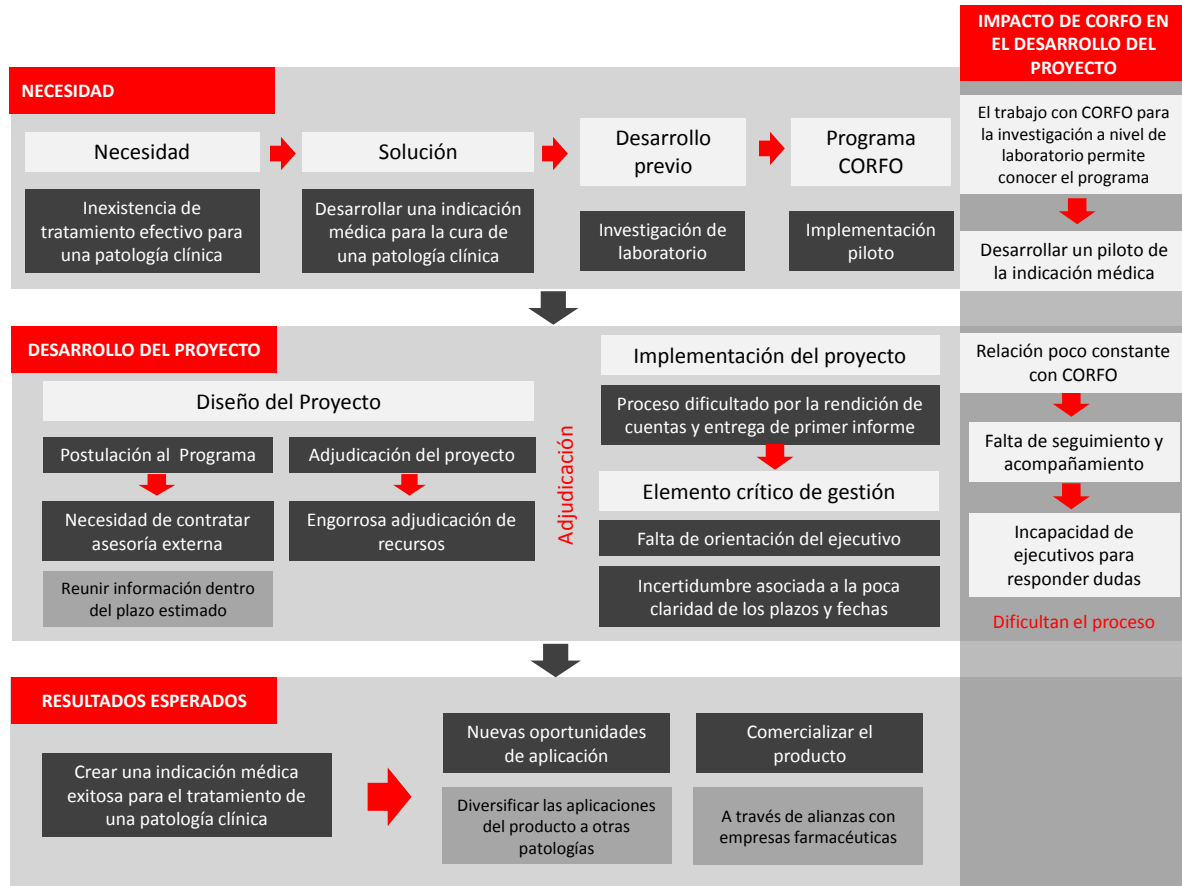 IMPACTO DE CORFO EN
EL DESARROLLO DEL
PROYECTO
NECESIDAD
Necesidad
Solución
Desarrollo
previo
Programa
CORFO
Inexistencia de
tratamiento efectivo para
una patología clínica
Desarrollar una indicación
médica para la cura de
una patología clínica
Investigación de
laboratorio
Implementación
piloto
El trabajo con CORFO para
la investigación a nivel de
laboratorio permite
conocer el programa
Desarrollar un piloto de
la indicación médica
DESARROLLO DEL PROYECTO
Diseño del Proyecto
Postulación al Programa
Necesidad de contratar
asesoría externa
Reunir información dentro
del plazo estimado
Adjudicación del proyecto
Engorrosa adjudicación de
recursos
Adjudicación
Implementación del proyecto
Proceso dificultado por la rendición de
cuentas y entrega de primer informe
Elemento crítico de gestión
Falta de orientación del ejecutivo
Incertidumbre asociada a la poca
claridad de los plazos y fechas
Relación poco constante
con CORFO
Falta de seguimiento y
acompañamiento
Incapacidad de
ejecutivos para
responder dudas
Dificultan el proceso
RESULTADOS ESPERADOS
Crear una indicación médica
exitosa para el tratamiento de
una patología clínica
Nuevas oportunidades
de aplicación
Diversificar las aplicaciones
del producto a otras
patologías
Comercializar el
producto
A través de alianzas con
empresas farmacéuticas